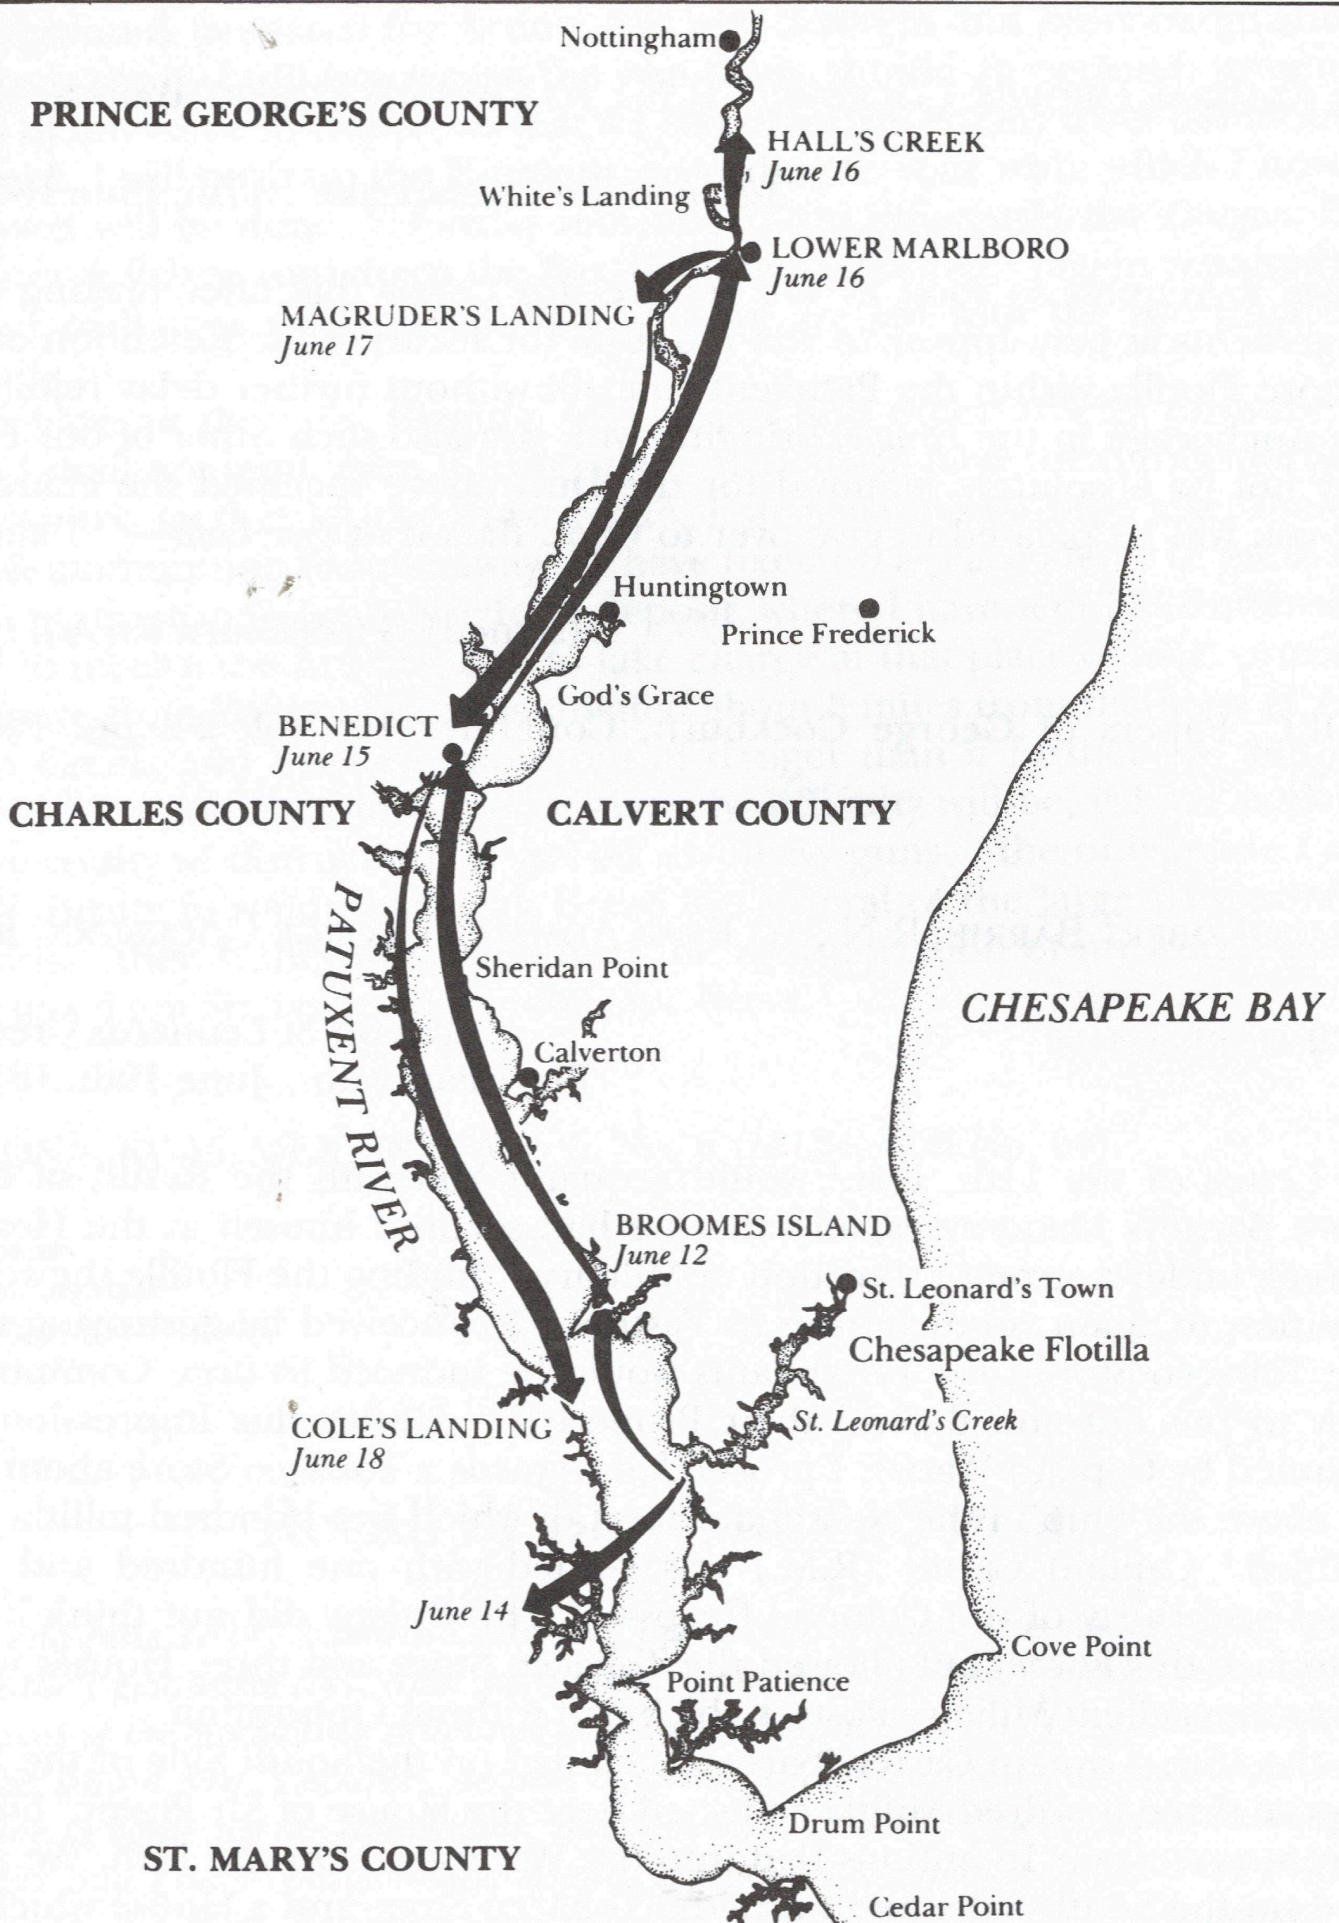 Nottingham
PRINCE GEORGE'S COUNTY
HALL'S CREEK
June 16
White's Landing
LOWER MARLBORO
June 16
MAGRUDER'S LANDING
June 17
Huntingtown
Prince Frederick
God's Grace
BENEDICT
June 15
CHARLES COUNTY
CALVERT COUNTY
PATUXENT RIVER
Sheridan Point
CHESAPEAKE BAY
Calverton
BROOMES ISLAND
June 12
St. Leonard's Town
Chesapeake Flotilla
St. Leonard's Creek
COLE'S LANDING
June 18
June 14
Cove Point
Point Patience
Drum Point
ST. MARY'S COUNTY
Cedar Point